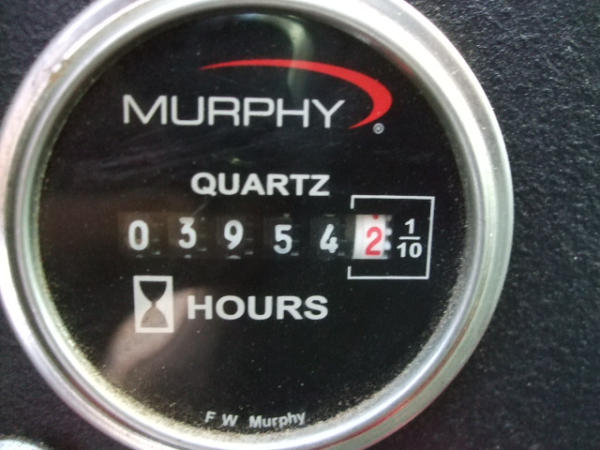 MURPHY®
QUARTZ
0 3 9 5 4 2 1/10
HOURS
F W Murphy